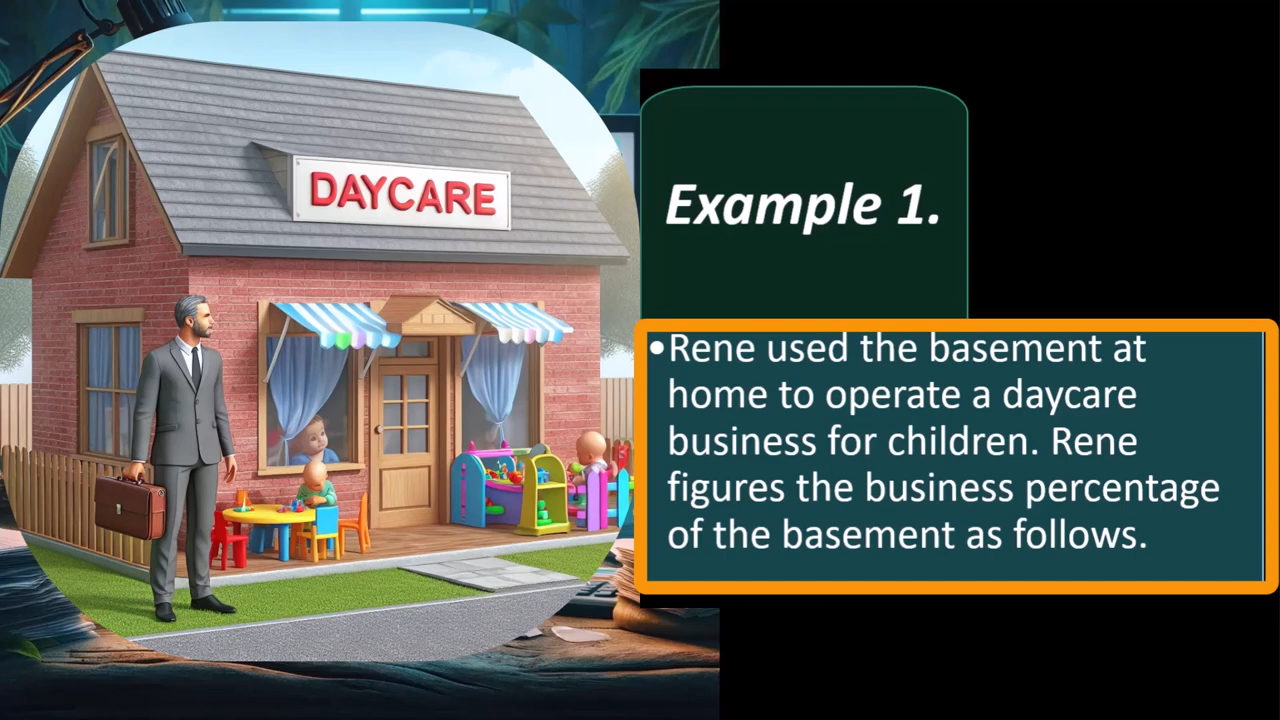 DAYCARE
Example 1.
•Rene used the basement at
home to operate a daycare
business for children. Rene
figures the business percentage
of the basement as follows.